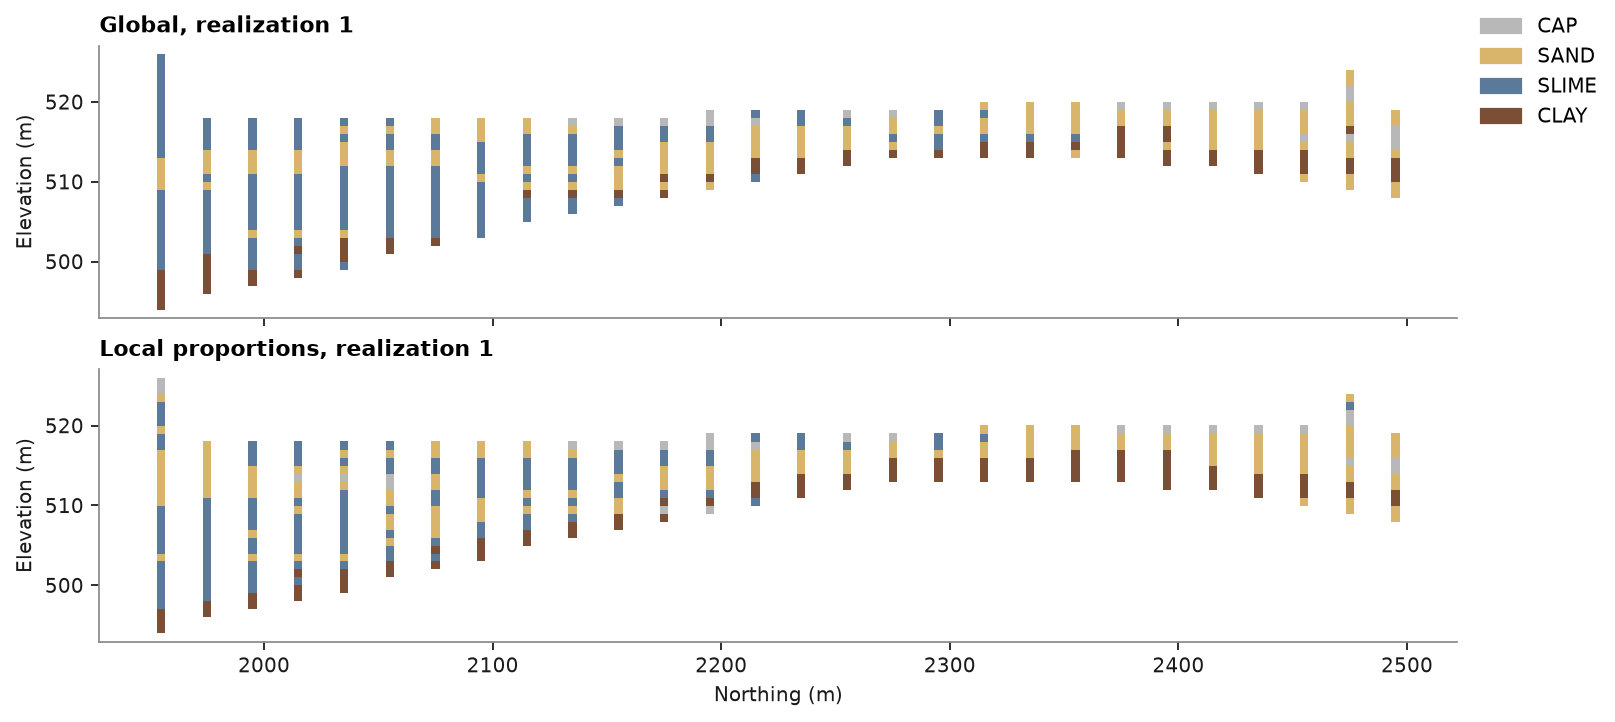 Global, realization 1
CAP
SAND
SLIME
CLAY
Elevation (m)
520
510
500
Local proportions, realization 1
Elevation (m)
520
510
500
2000 2100 2200 2300 2400 2500
Northing (m)